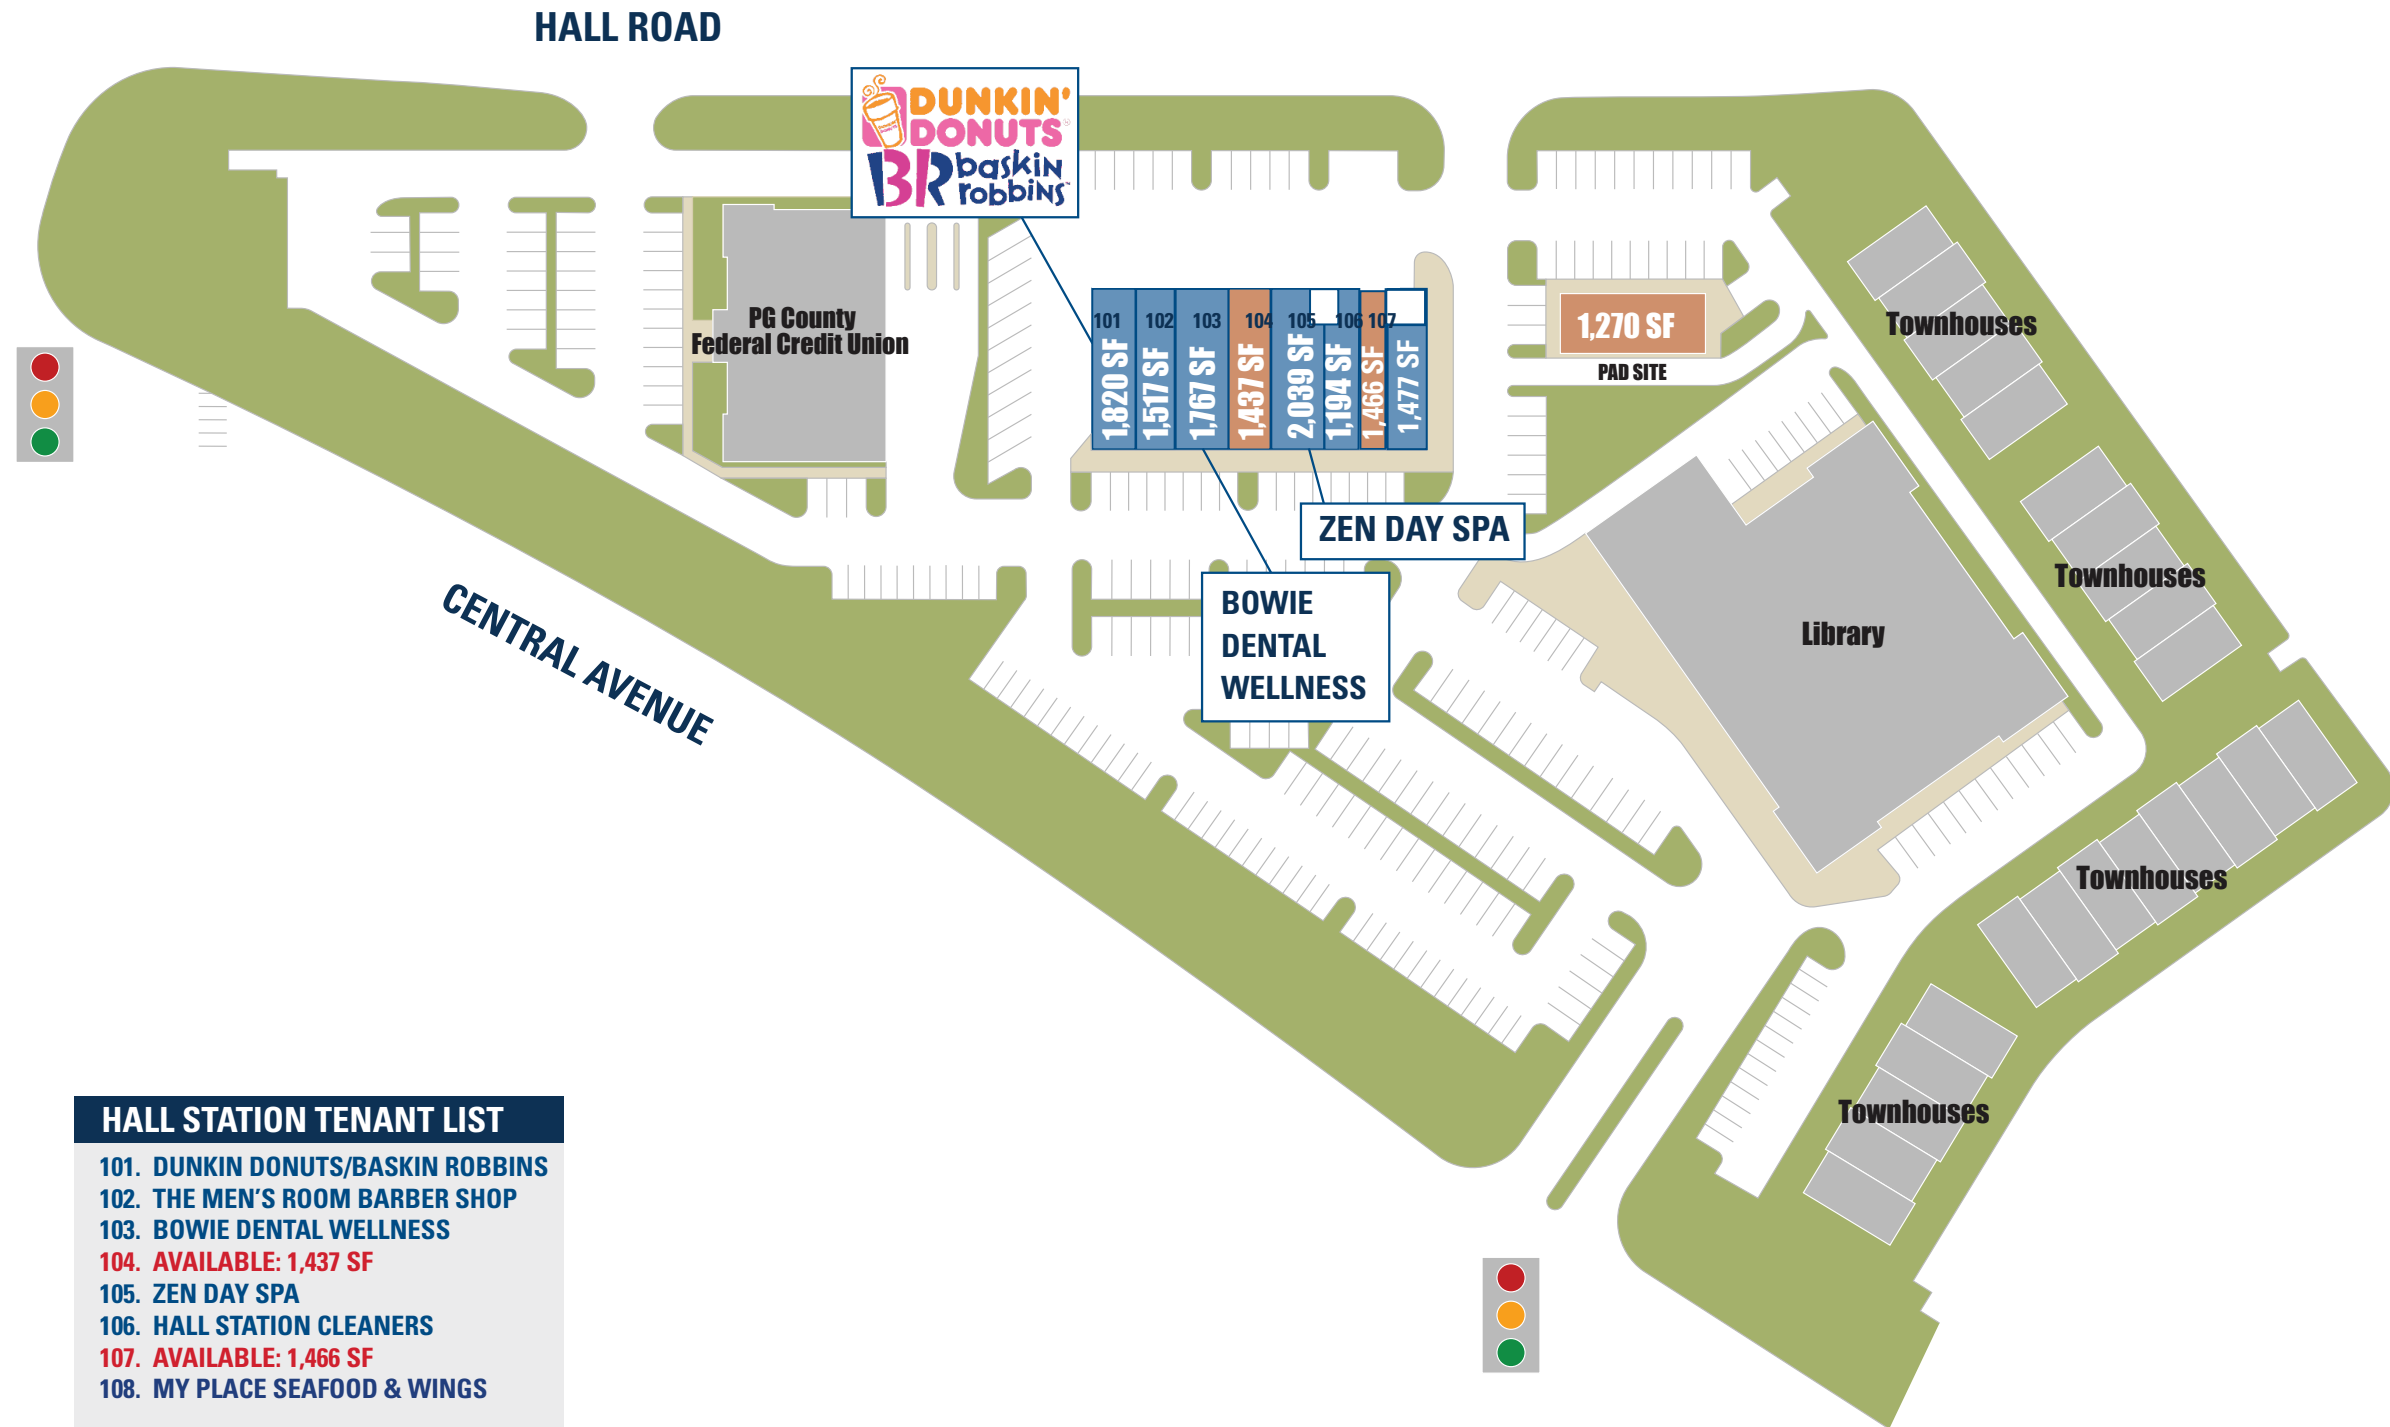 HALL ROAD
DUNKIN'
DONUTS
BR baskin
robbins
PG County
Federal Credit Union
101
102
103
104
105
106
107
1,820 SF
1,517 SF
1,767 SF
1,437 SF
2,039 SF
1,194 SF
1,466 SF
1,477 SF
1,270 SF
PAD SITE
Townhouses
ZEN DAY SPA
BOWIE
DENTAL
WELLNESS
CENTRAL AVENUE
Townhouses
Library
Townhouses
Townhouses
HALL STATION TENANT LIST
101. DUNKIN DONUTS/BASKIN ROBBINS
102. THE MEN'S ROOM BARBER SHOP
103. BOWIE DENTAL WELLNESS
104. AVAILABLE: 1,437 SF
105. ZEN DAY SPA
106. HALL STATION CLEANERS
107. AVAILABLE: 1,466 SF
108. MY PLACE SEAFOOD & WINGS